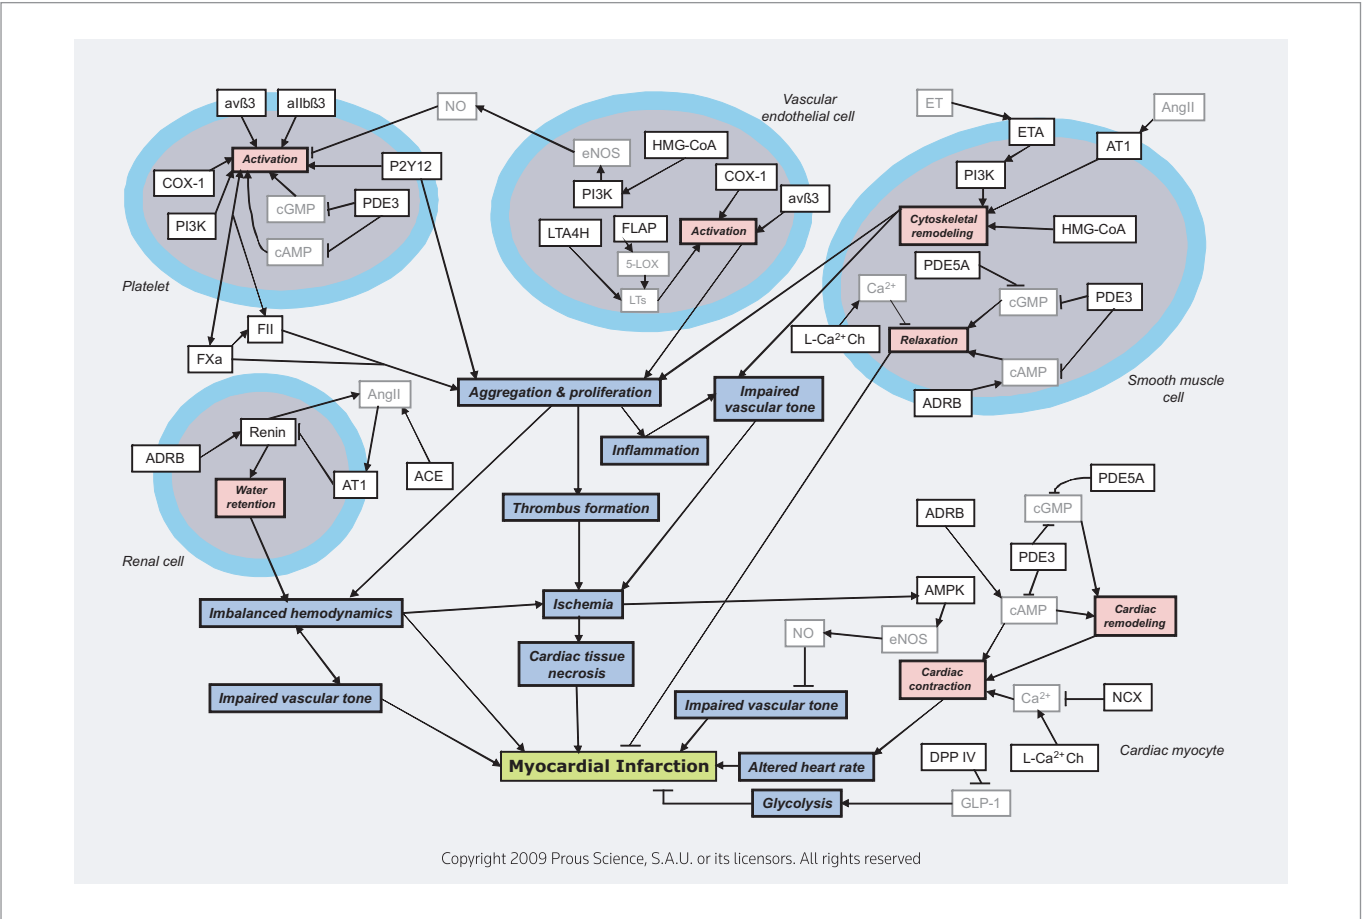 avß3
aIIbß3
Activation
COX-1
PI3K
cGMP
cAMP
PDE3
P2Y12
Platelet
NO
FII
FXa
Vascular
endothelial cell
eNOS
HMG-CoA
PI3K
COX-1
avß3
LTA4H
FLAP
5-LOX
LTs
Activation
ET
AngII
ETA
AT1
PI3K
Cytoskeletal
remodeling
HMG-CoA
PDE5A
Ca2+
cGMP
PDE3
L-Ca2+Ch
Relaxation
cAMP
ADRB
Smooth muscle
cell
AngII
Renin
ADRB
Water
retention
AT1
ACE
Renal cell
Aggregation & proliferation
Impaired
vascular tone
Inflammation
Thrombus formation
Imbalanced hemodynamics
Ischemia
Cardiac tissue
necrosis
Impaired vascular tone
Impaired vascular tone
Myocardial Infarction
Altered heart rate
Glycolysis
PDE5A
cGMP
ADRB
PDE3
AMPK
cAMP
Cardiac
remodeling
NO
eNOS
Cardiac
contraction
Ca2+
NCX
L-Ca2+Ch
Cardiac myocyte
DPP IV
GLP-1
Copyright 2009 Prous Science, S.A.U. or its licensors. All rights reserved